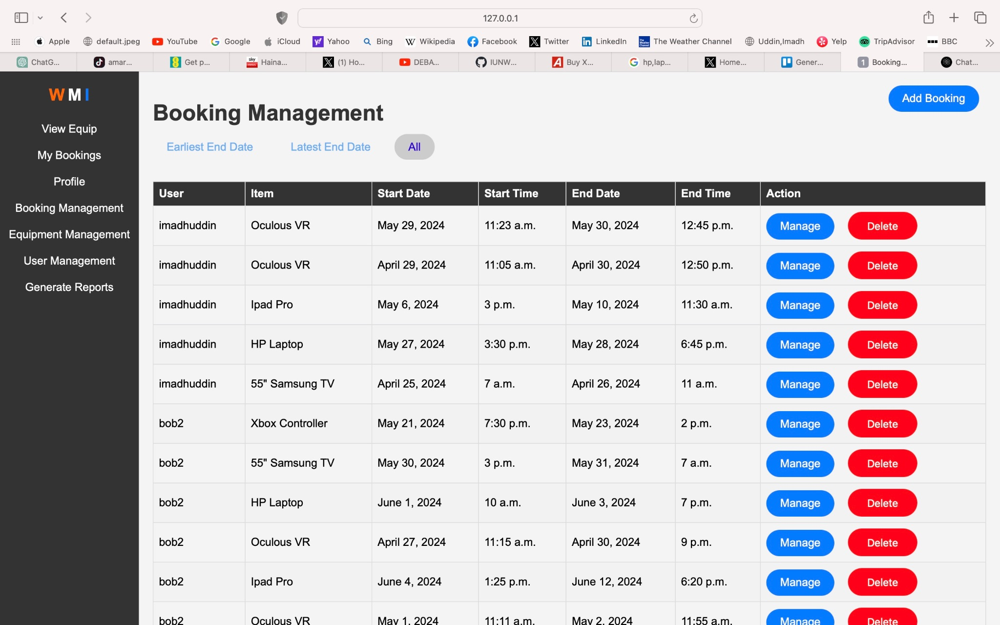 127.0.0.1
Apple default.jpeg YouTube Google iCloud Yahoo Bing Wikipedia Facebook Twitter LinkedIn The Weather Channel Uddin,Imadh Yelp TripAdvisor BBC
ChatG... amar... Get p... Haina... (1) Ho... DEBA... IUNW... Buy X... hp,lap... Home... Gener... 1 Booking... Chat...
WMI
View Equip
My Bookings
Profile
Booking Management
Equipment Management
User Management
Generate Reports
Add Booking
Booking Management
Earliest End Date Latest End Date All
User Item Start Date Start Time End Date End Time Action
imadhuddin Oculous VR May 29, 2024 11:23 a.m. May 30, 2024 12:45 p.m. Manage Delete
imadhuddin Oculous VR April 29, 2024 11:05 a.m. April 30, 2024 12:50 p.m. Manage Delete
imadhuddin Ipad Pro May 6, 2024 3 p.m. May 10, 2024 11:30 a.m. Manage Delete
imadhuddin HP Laptop May 27, 2024 3:30 p.m. May 28, 2024 6:45 p.m. Manage Delete
imadhuddin 55" Samsung TV April 25, 2024 7 a.m. April 26, 2024 11 a.m. Manage Delete
bob2 Xbox Controller May 21, 2024 7:30 p.m. May 23, 2024 2 p.m. Manage Delete
bob2 55" Samsung TV May 30, 2024 3 p.m. May 31, 2024 7 a.m. Manage Delete
bob2 HP Laptop June 1, 2024 10 a.m. June 3, 2024 7 p.m. Manage Delete
bob2 Oculous VR April 27, 2024 11:15 a.m. April 30, 2024 9 p.m. Manage Delete
bob2 Ipad Pro June 4, 2024 1:25 p.m. June 12, 2024 6:20 p.m. Manage Delete
bob2 Oculous VR May 1, 2024 11:11 a.m. May 2, 2024 11:55 a.m. Manage Delete